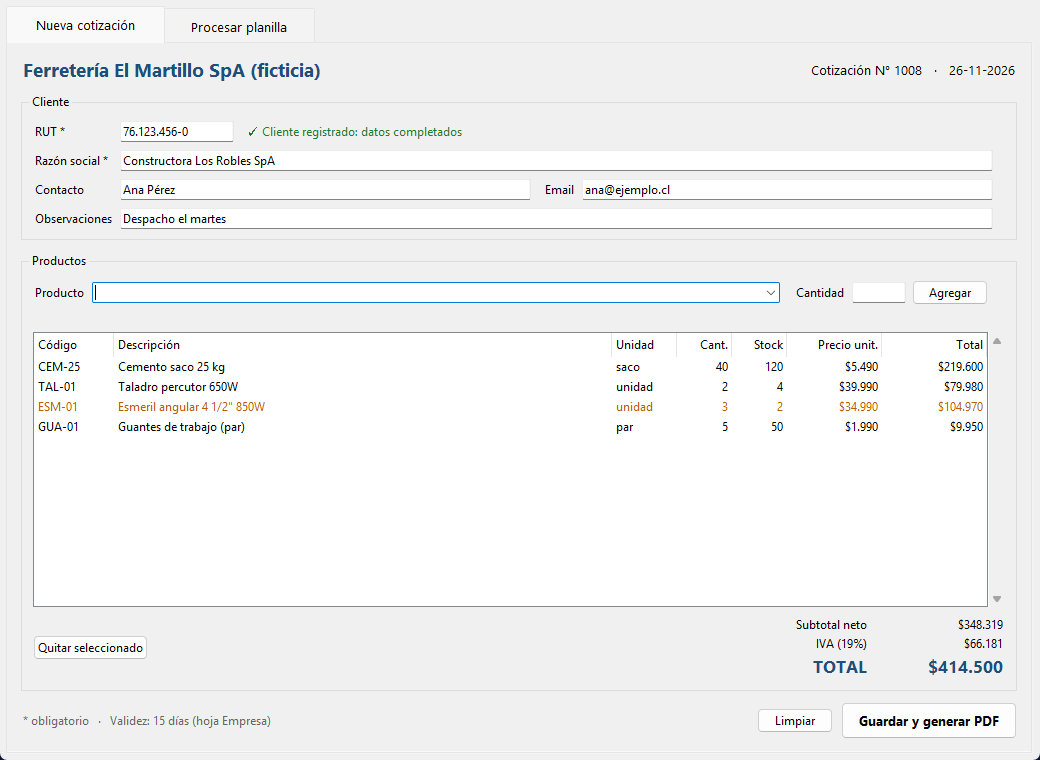 Nueva cotización Procesar planilla
Ferretería El Martillo SpA (ficticia) Cotización N° 1008 · 26-11-2026
Cliente
RUT * 76.123.456-0 ✓ Cliente registrado: datos completados
Razón social * Constructora Los Robles SpA
Contacto Ana Pérez Email ana@ejemplo.cl
Observaciones Despacho el martes
Productos
Producto Cantidad Agregar
Código Descripción Unidad Cant. Stock Precio unit. Total
CEM-25 Cemento saco 25 kg saco 40 120 $5.490 $219.600
TAL-01 Taladro percutor 650W unidad 2 4 $39.990 $79.980
ESM-01 Esmeril angular 4 1/2" 850W unidad 3 2 $34.990 $104.970
GUA-01 Guantes de trabajo (par) par 5 50 $1.990 $9.950
Subtotal neto $348.319
IVA (19%) $66.181
Quitar seleccionado
TOTAL $414.500
* obligatorio · Validez: 15 días (hoja Empresa) Limpiar Guardar y generar PDF